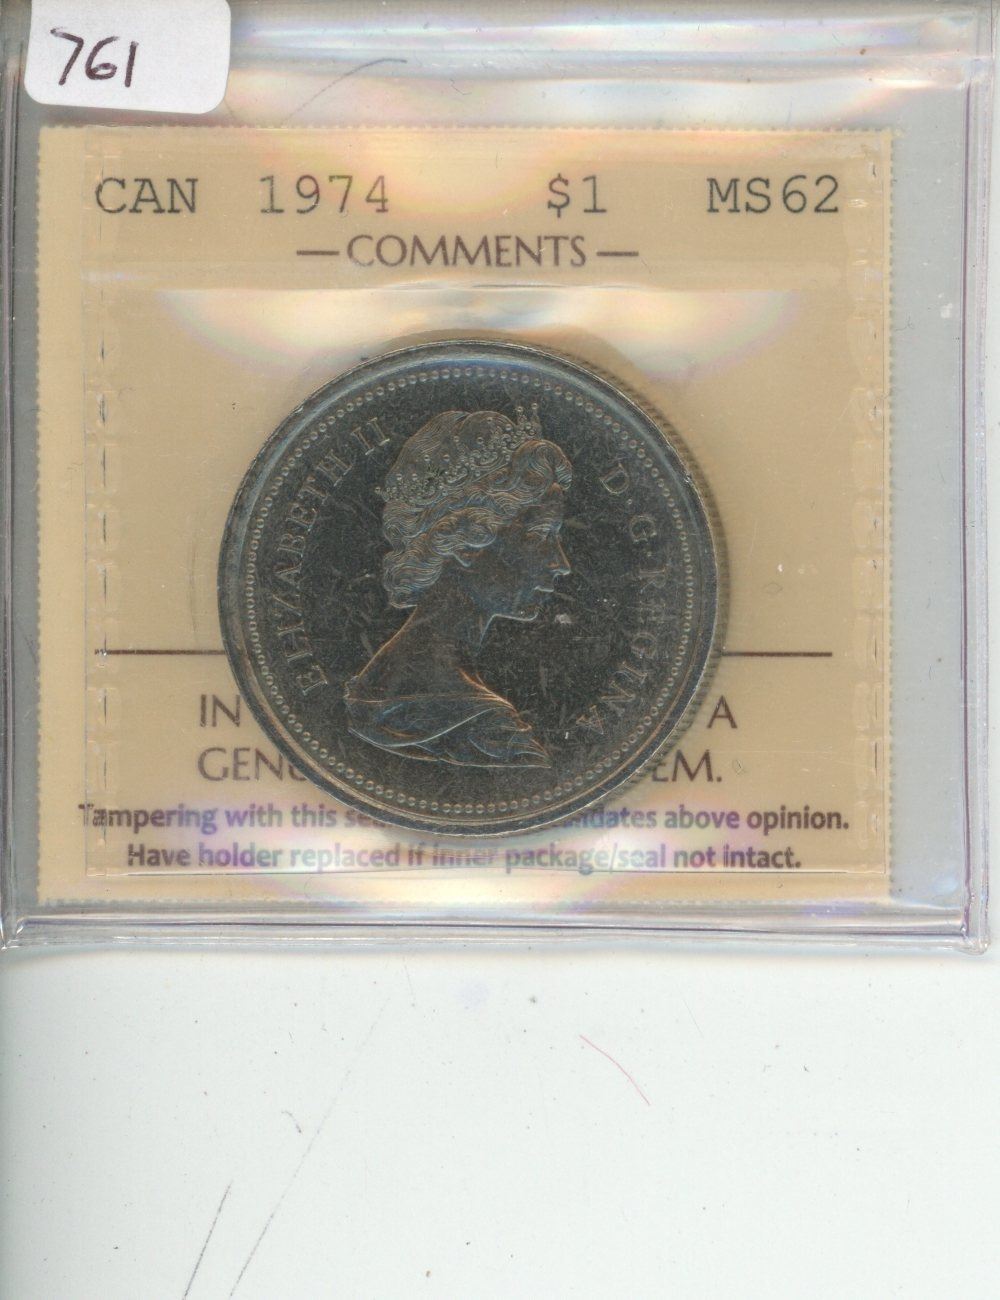 761
CAN 1974 $1 MS62
—COMMENTS—
ELIZABETH II D·G·REGINA
IN A
GENU EM.
Tampering with this se idates above opinion.
Have holder replaced if inner package/seal not intact.